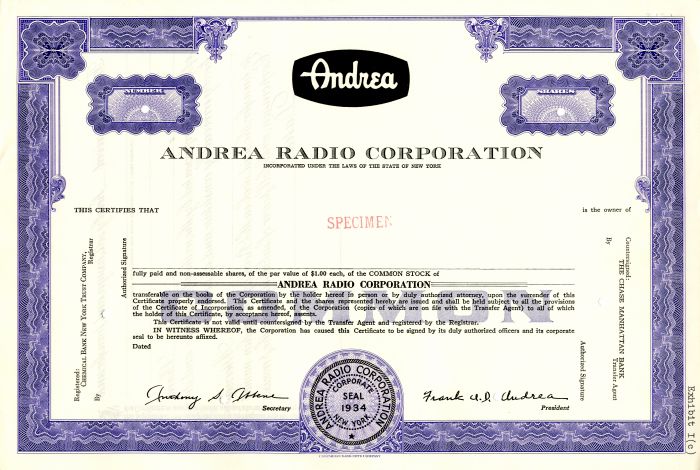 Andrea
NUMBER
SHARES
ANDREA RADIO CORPORATION
INCORPORATED UNDER THE LAWS OF THE STATE OF NEW YORK
THIS CERTIFIES THAT
is the owner of
SPECIMEN
fully paid and non-assessable shares, of the par value of $1.00 each, of the COMMON STOCK of
ANDREA RADIO CORPORATION
transferable on the books of the Corporation by the holder hereof in person or by duly authorized attorney, upon the surrender of this
Certificate properly endorsed. This Certificate and the shares represented hereby are issued and shall be held subject to all the provisions
of the Certificate of Incorporation, as amended, of the Corporation (copies of which are on file with the Transfer Agent) to all of which
the holder of this Certificate, by acceptance hereof, assents.
This Certificate is not valid until countersigned by the Transfer Agent and registered by the Registrar.
IN WITNESS WHEREOF, the Corporation has caused this Certificate to be signed by its duly authorized officers and its corporate
seal to be hereunto affixed.
Dated
COMMON
Registered:
CHEMICAL BANK NEW YORK TRUST COMPANY,
Registrar
By
Authorized Signature
Countersigned:
THE CHASE MANHATTAN BANK
Transfer Agent
By
Authorized Signature
Anthony S.
Secretary
Frank A. D. Andrea
President
ANDREA RADIO CORPORATION
CORPORATE
SEAL
1934
NEW YORK
Exhibit I(c)